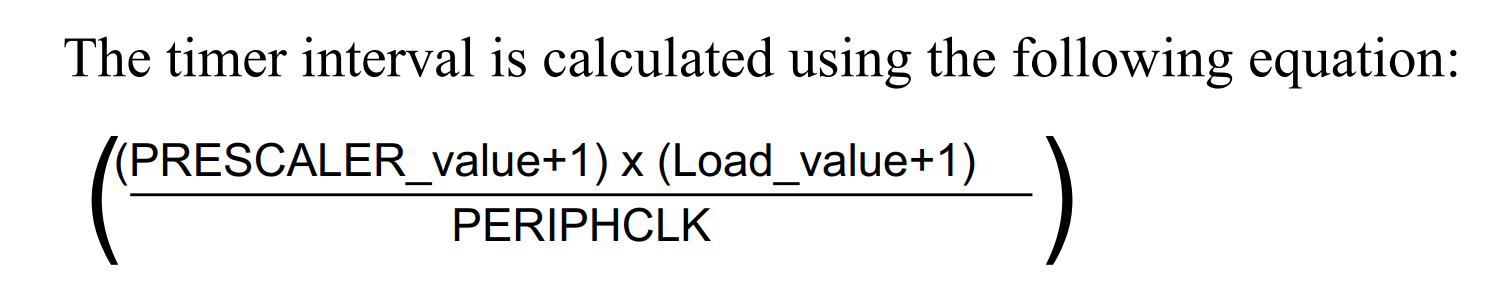 The timer interval is calculated using the following equation:
((PRESCALER_value+1) x (Load_value+1)
PERIPHCLK)